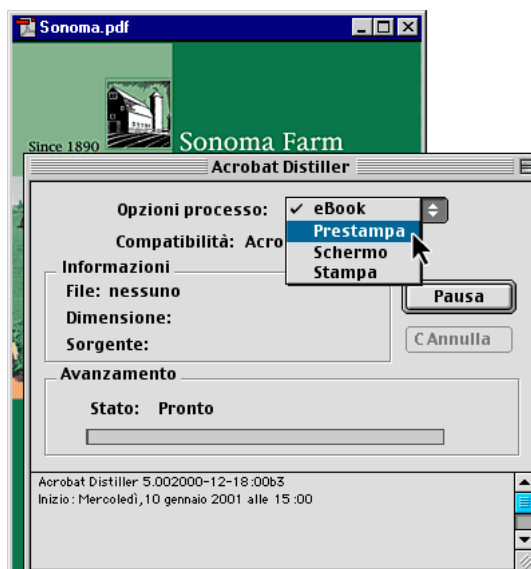 Sonoma.pdf
Since 1890
Sonoma Farm
Acrobat Distiller
Opzioni processo:
✓ eBook
Prestampa
Schermo
Stampa
Compatibilità: Acro
Informazioni
File: nessuno
Dimensione:
Sorgente:
Pausa
CAnnulla
Avanzamento
Stato: Pronto
Acrobat Distiller 5.002000-12-18:00b3
Inizio: Mercoledì, 10 gennaio 2001 alle 15:00